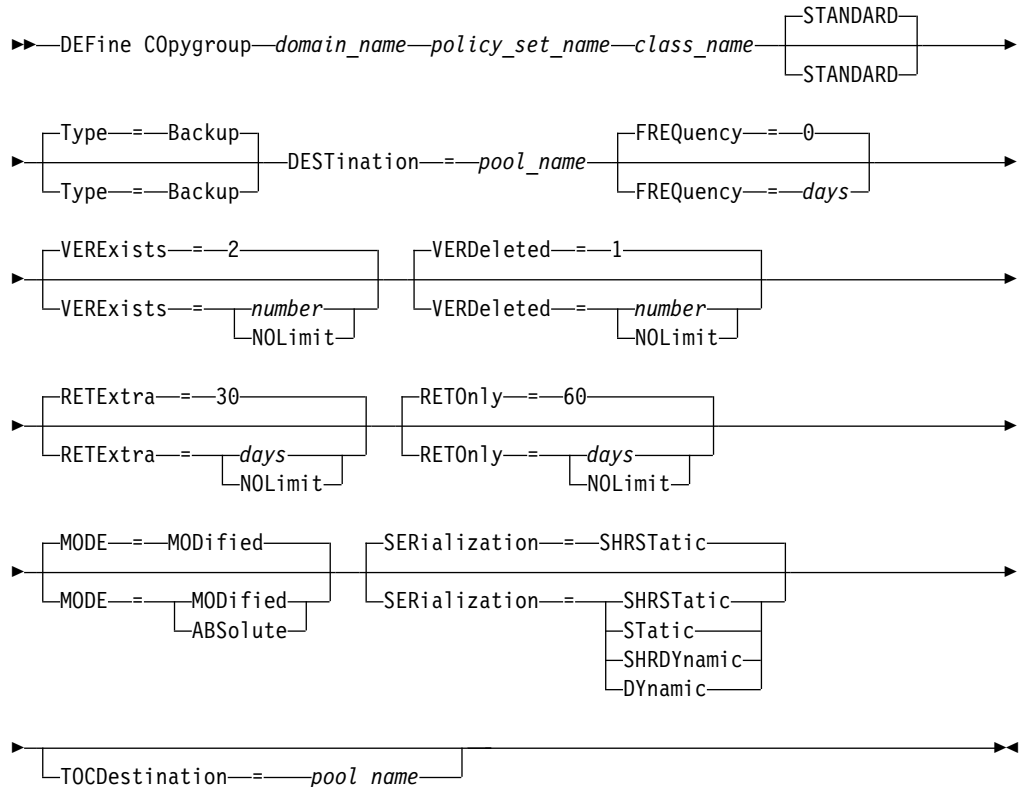 STANDARD
DEFine COpygroup domain_name policy_set_name class_name
STANDARD
Type = Backup FREQuency = 0
DESTination = pool_name
Type = Backup FREQuency = days
VERExists = 2 VERDeleted = 1
VERExists = number VERDeleted = number
NOLimit NOLimit
RETExtra = 30 RETOnly = 60
RETExtra = days RETOnly = days
NOLimit NOLimit
MODE = MODified SERialization = SHRSTatic
MODE = MODified SERialization = SHRSTatic
ABSolute STatic
SHRDYnamic
DYnamic
TOCDestination = pool_name